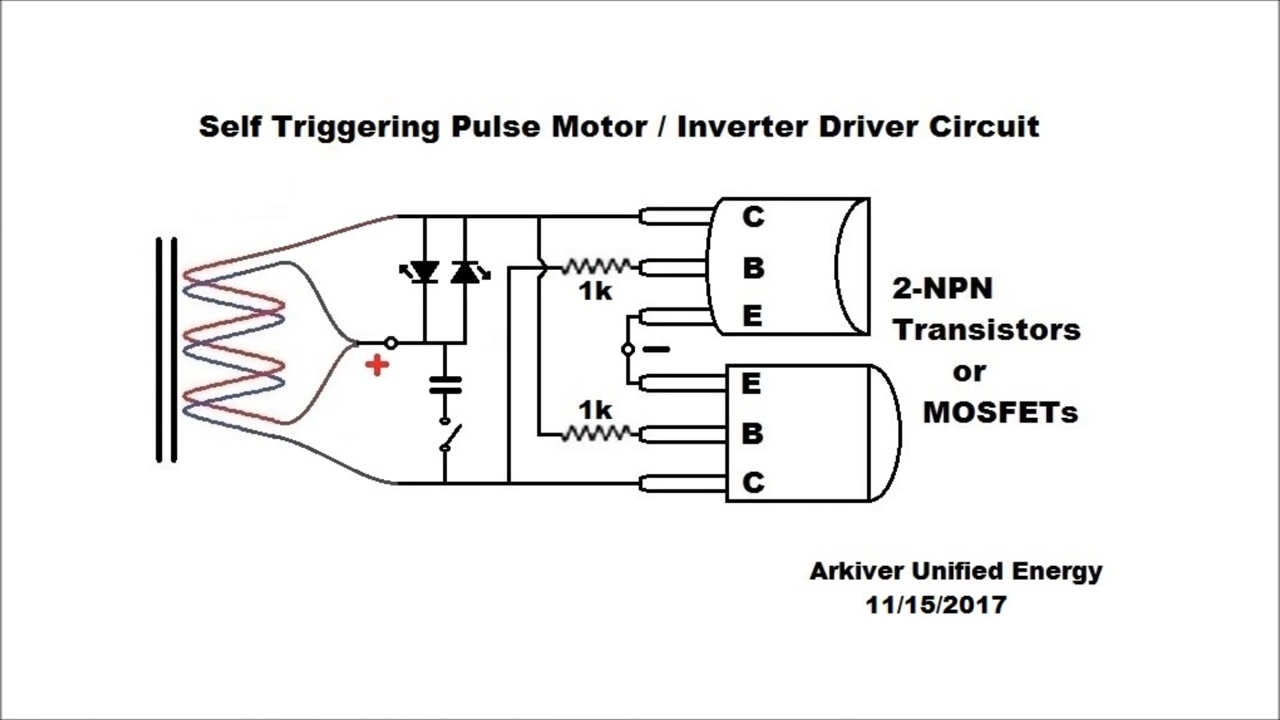 Self Triggering Pulse Motor / Inverter Driver Circuit
C
B
1k
E
+
−
2-NPN
Transistors
or
MOSFETs
E
1k
B
C
Arkiver Unified Energy
11/15/2017